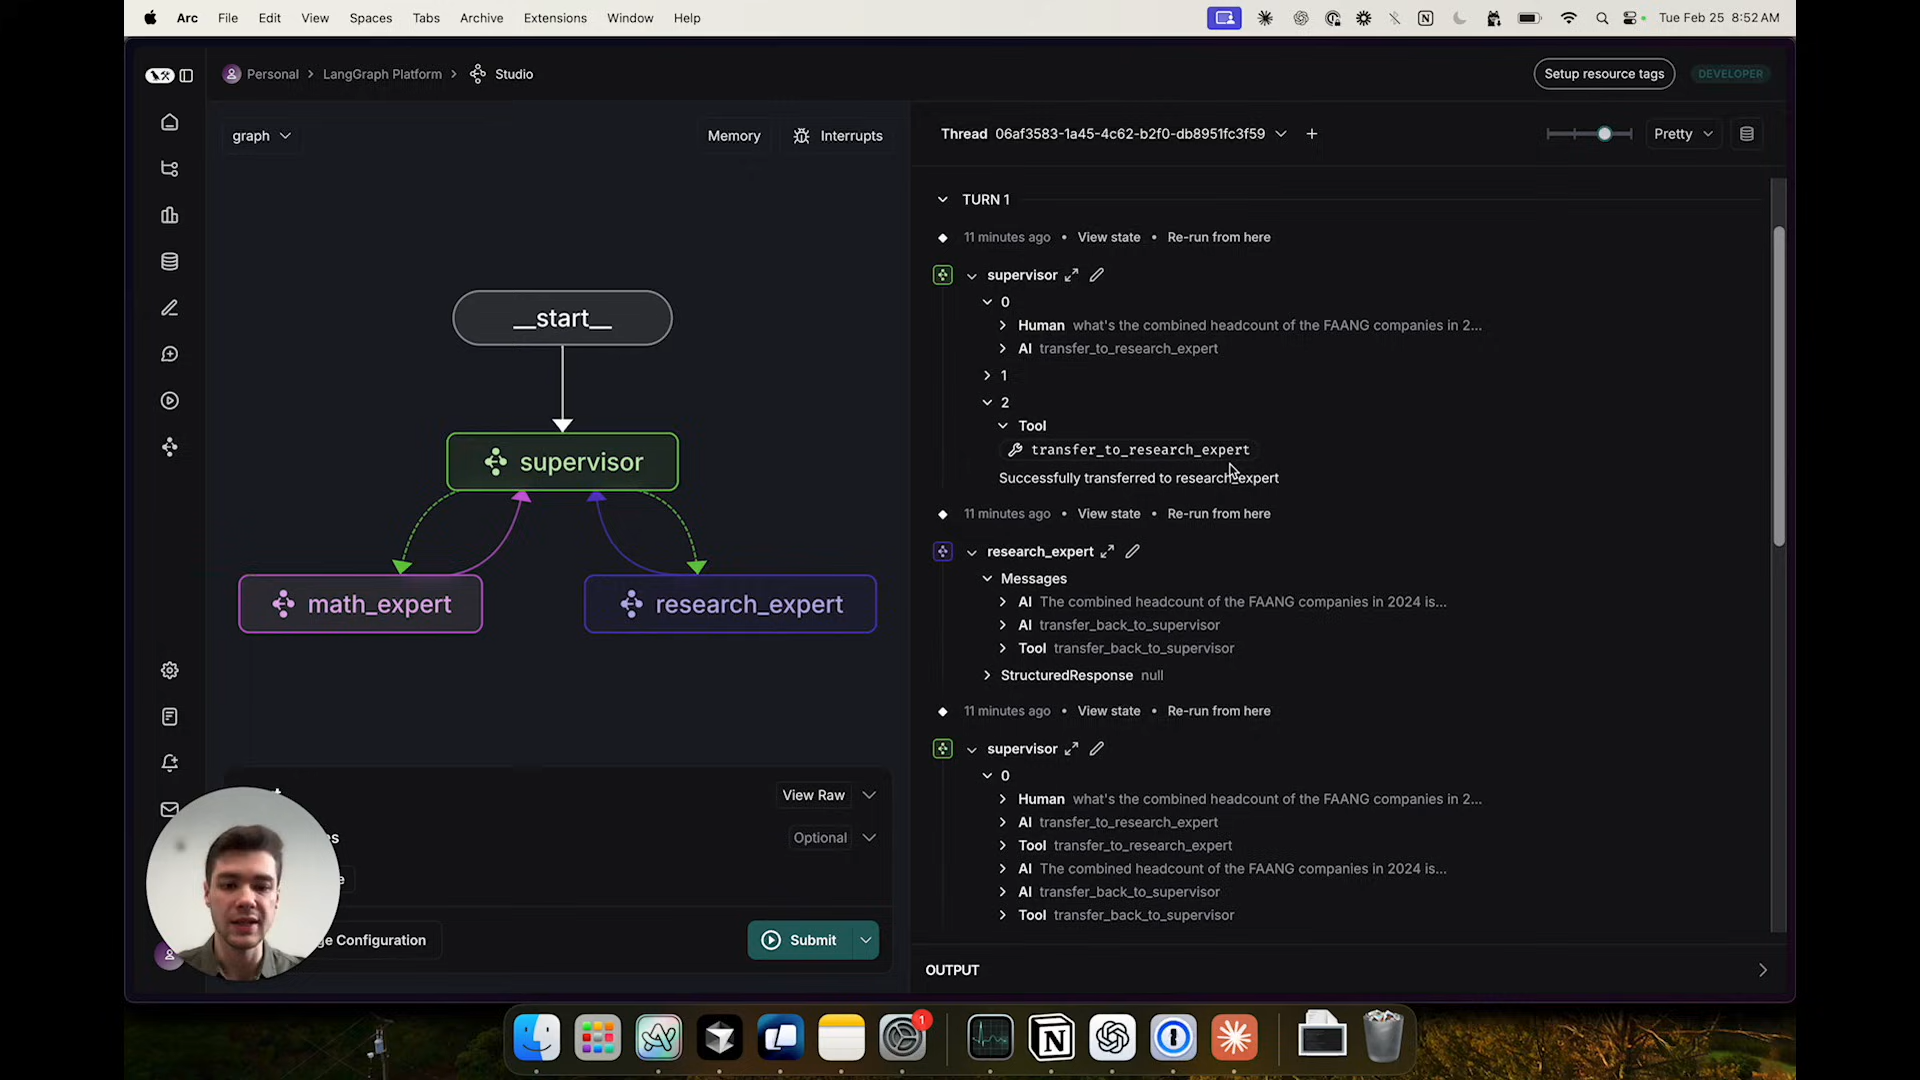 Arc File Edit View Spaces Tabs Archive Extensions Window Help
Tue Feb 25 8:52 AM
Personal > LangGraph Platform > Studio
Setup resource tags
DEVELOPER
graph
Memory
Interrupts
__start__
supervisor
math_expert
research_expert
View Raw
Optional
Configuration
Submit
Thread 06af3583-1a45-4c62-b2f0-db8951fc3f59
Pretty
TURN 1
11 minutes ago • View state • Re-run from here
supervisor
0
Human what's the combined headcount of the FAANG companies in 2...
AI transfer_to_research_expert
1
2
Tool
transfer_to_research_expert
Successfully transferred to research_expert
11 minutes ago • View state • Re-run from here
research_expert
Messages
AI The combined headcount of the FAANG companies in 2024 is...
AI transfer_back_to_supervisor
Tool transfer_back_to_supervisor
StructuredResponse null
11 minutes ago • View state • Re-run from here
supervisor
0
Human what's the combined headcount of the FAANG companies in 2...
AI transfer_to_research_expert
Tool transfer_to_research_expert
AI The combined headcount of the FAANG companies in 2024 is...
AI transfer_back_to_supervisor
Tool transfer_back_to_supervisor
OUTPUT
1